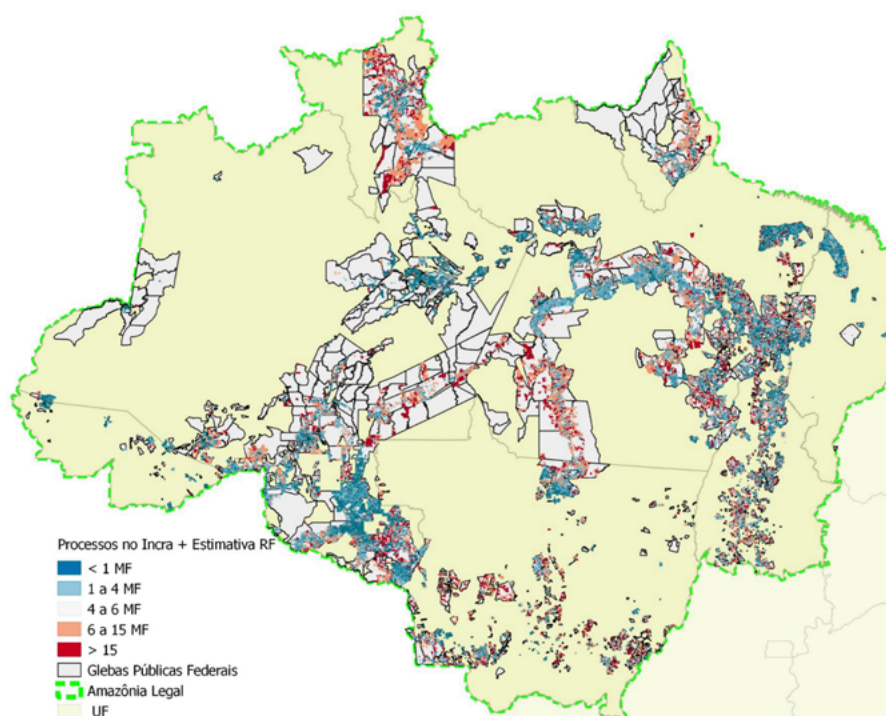 Processos no Incra + Estimativa RF
< 1 MF
1 a 4 MF
4 a 6 MF
6 a 15 MF
> 15
Glebas Públicas Federais
Amazônia Legal
UF